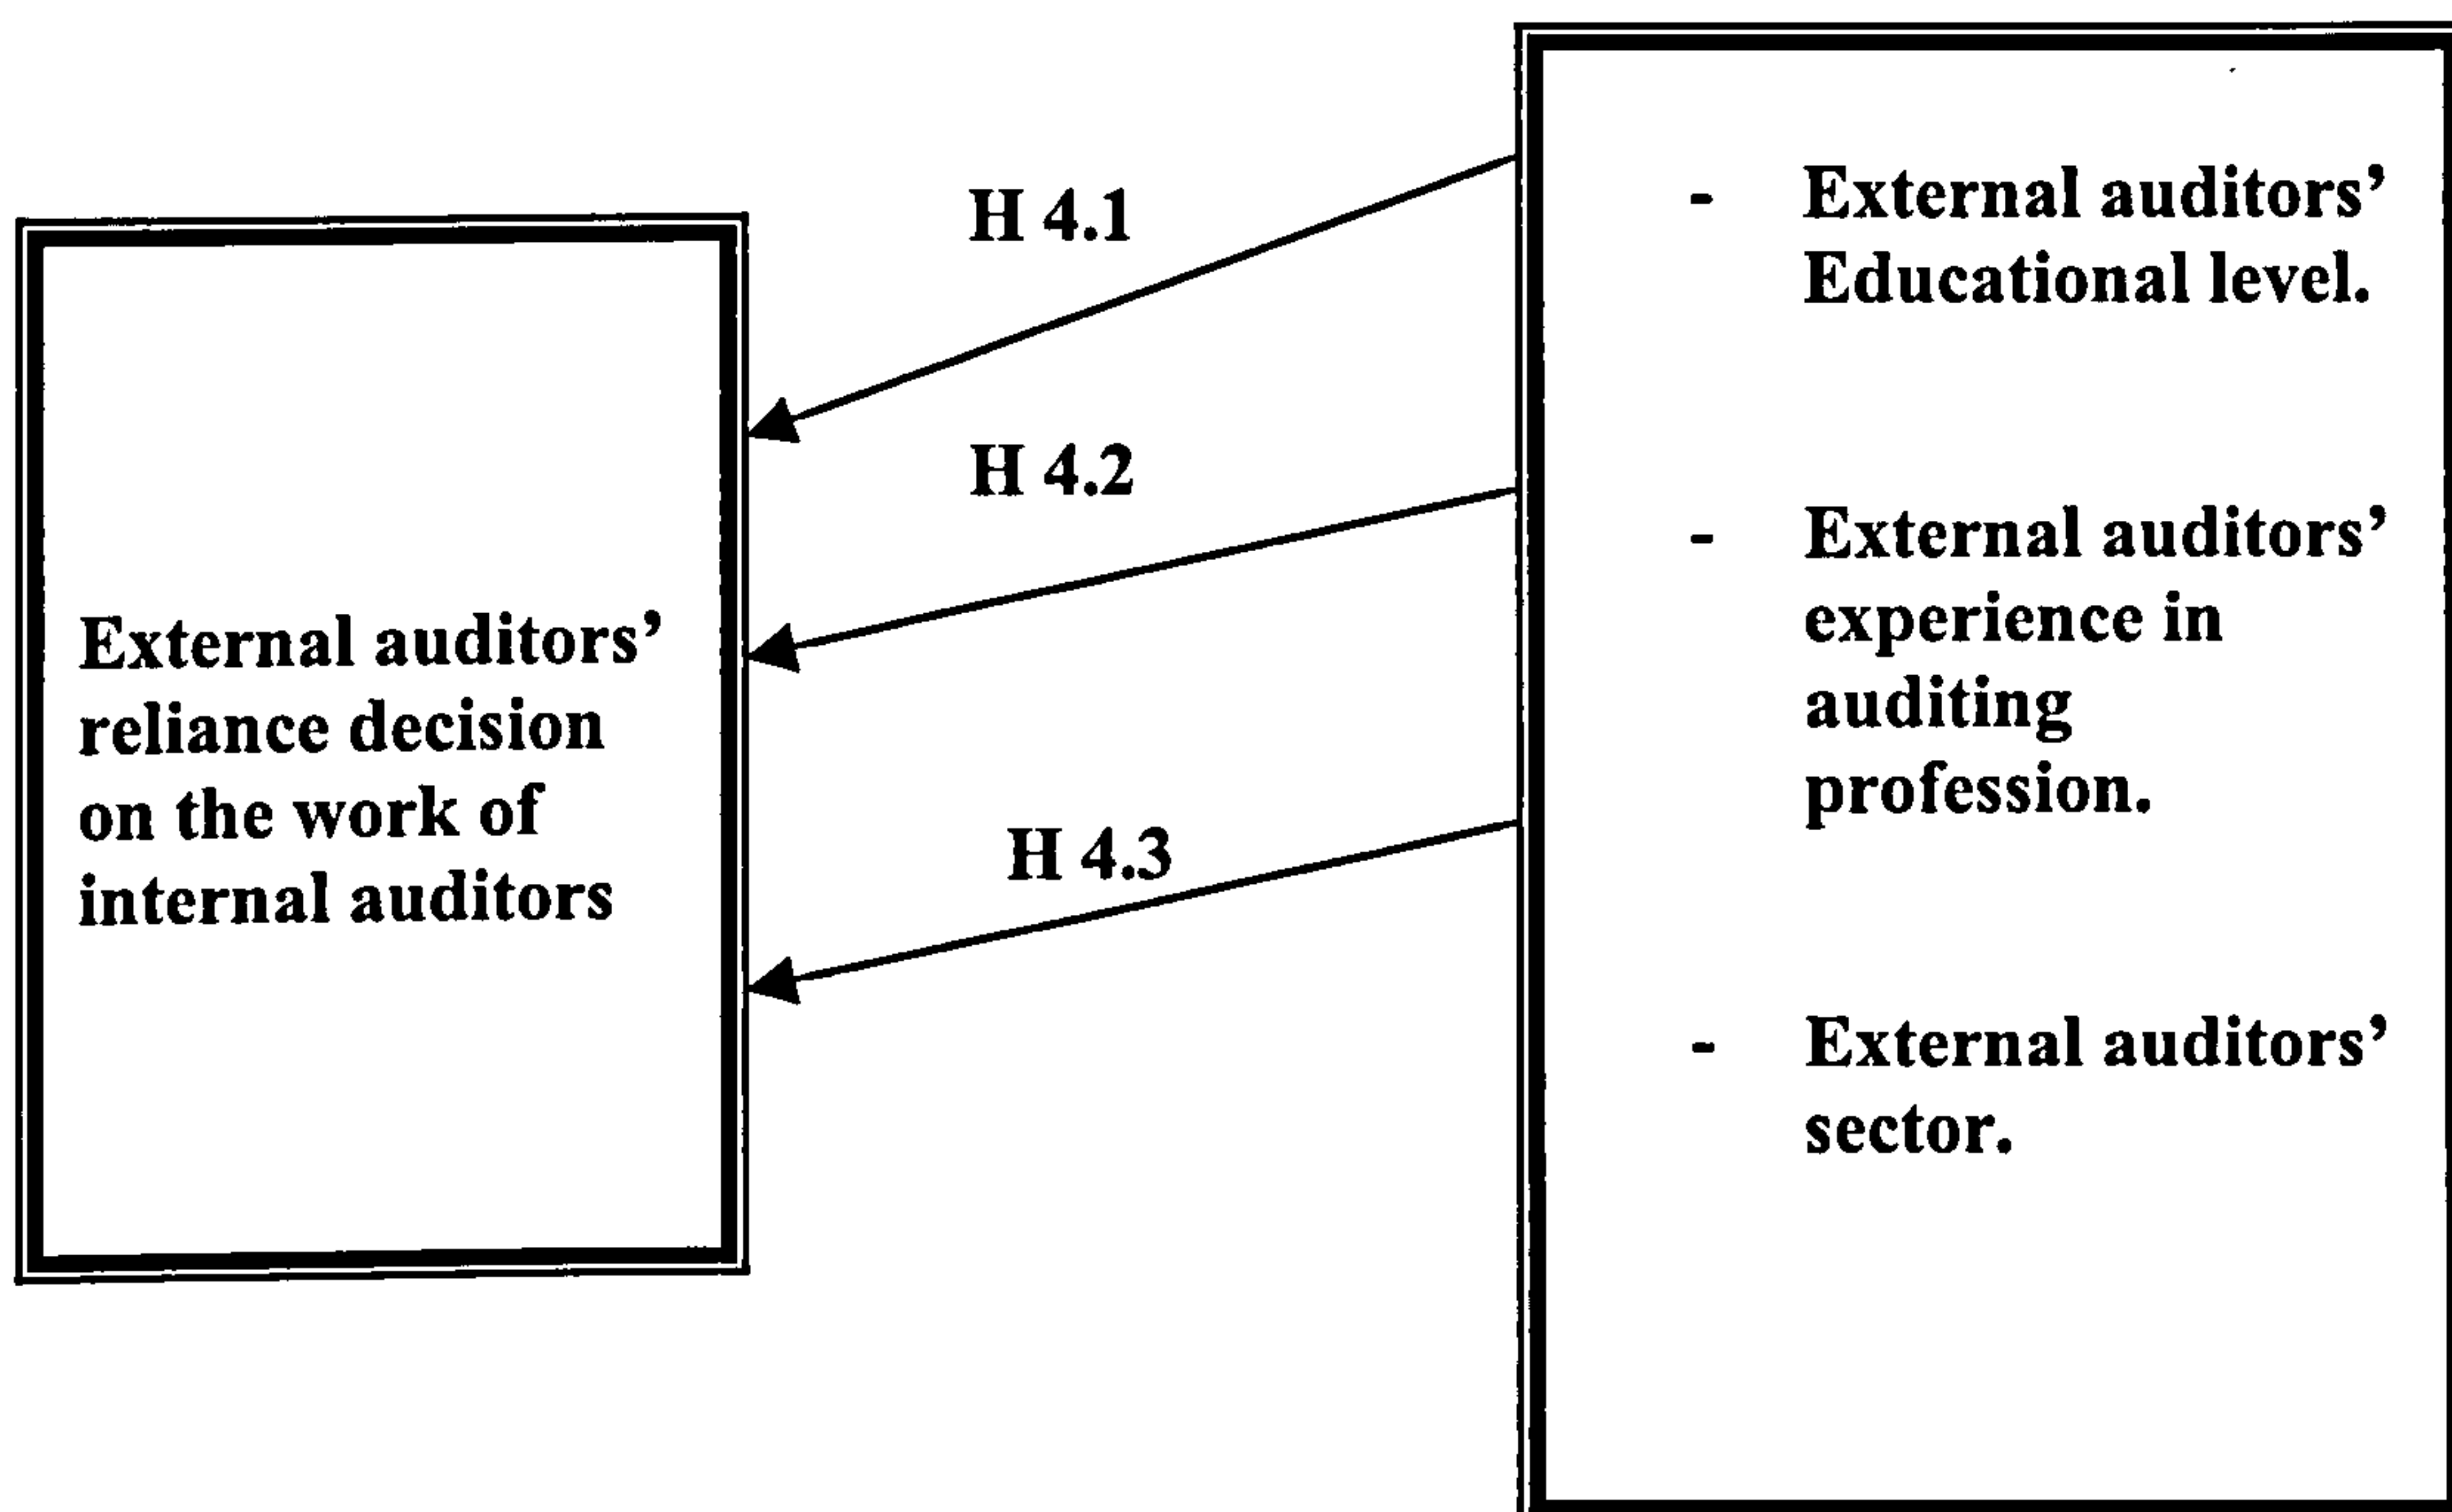 External auditors’
reliance decision
on the work of
internal auditors
H 4.1
H 4.2
H 4.3
- External auditors’
Educational level.
- External auditors’
experience in
auditing
profession.
- External auditors’
sector.